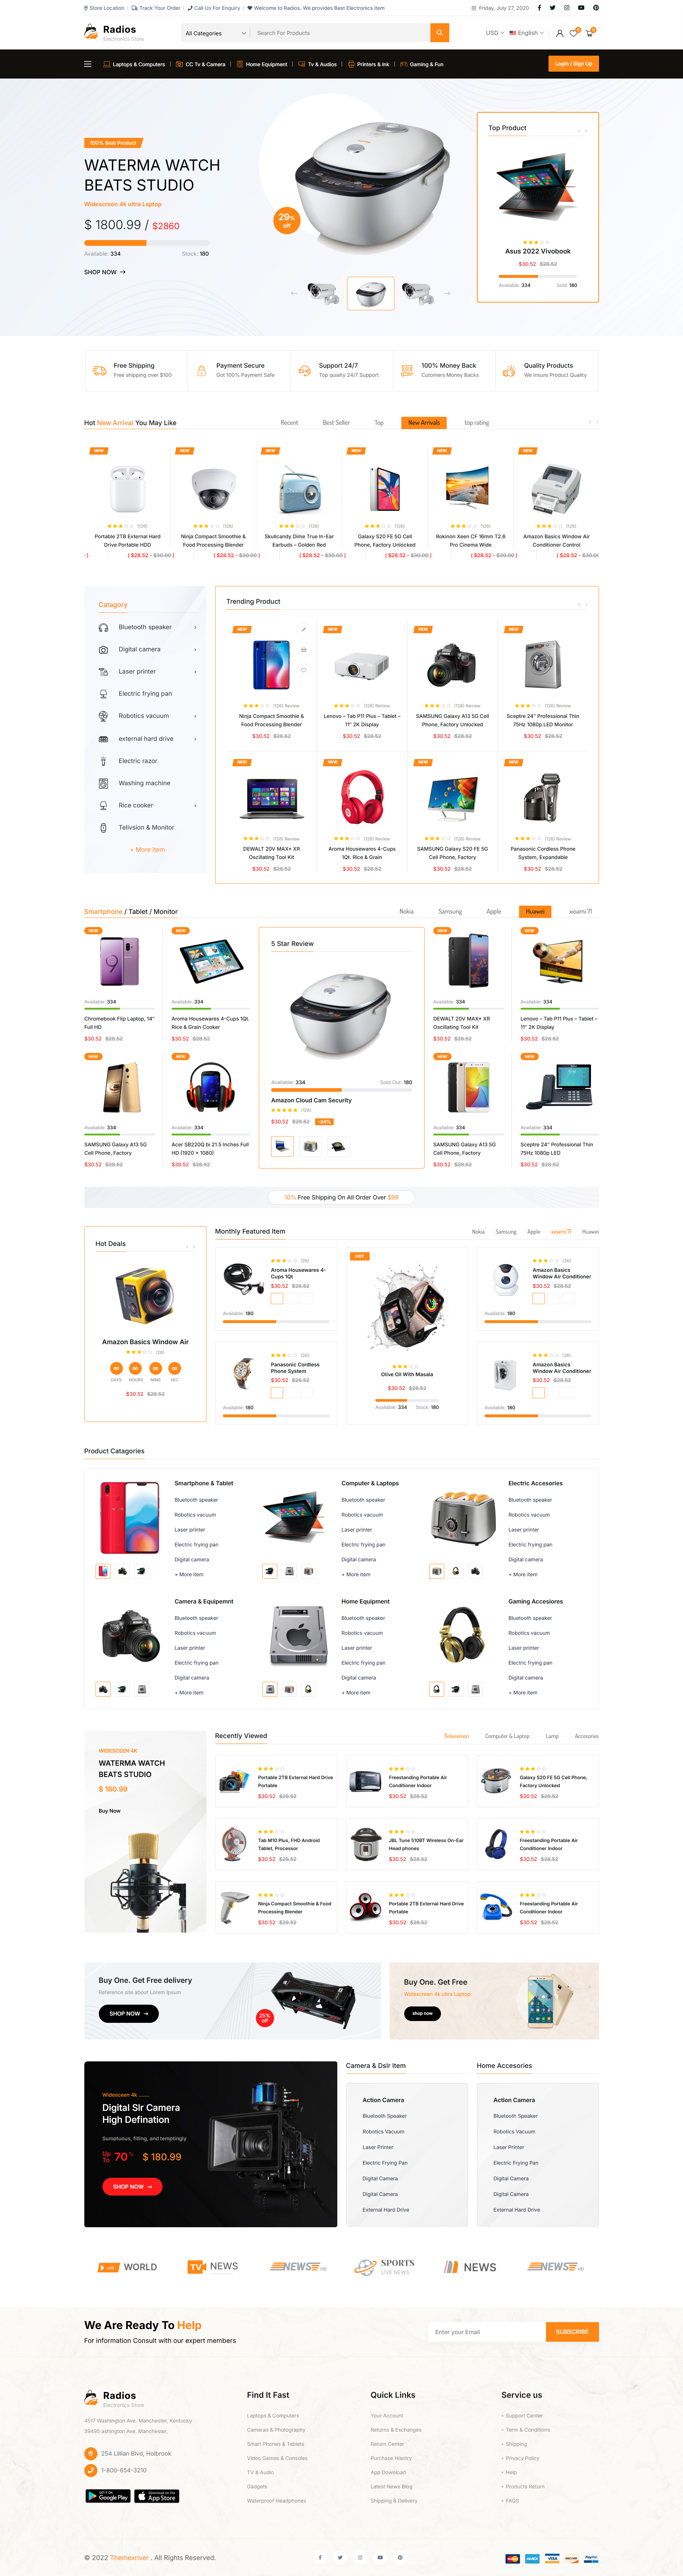 Store Location Track Your Order Call Us For Enquiry Welcome to Radios. We provides Best Electronics item Friday, July 27, 2020
Radios
Electronics Store
All Categories Search For Products USD English 0 0
Laptops & Computers CC Tv & Camera Home Equipment Tv & Audios Printers & Ink Gaming & Fun Login / Sign Up
100% Best Product
WATERMA WATCH
BEATS STUDIO
Widescreen 4k ultra Laptop
$ 1800.99 / $2860
Available: 334 Stock: 180
SHOP NOW
29%
off
Top Product
Asus 2022 Vivobook
$30.52 $28.52
Available: 334 Sold: 180
Free Shipping
Free shipping over $100
Payment Secure
Got 100% Payment Safe
Support 24/7
Top quialty 24/7 Support
100% Money Back
Cutomers Money Backs
Quality Products
We Insure Product Quality
Hot New Arrival You May Like Recent Best Seller Top New Arrivals top rating
NEW NEW NEW NEW NEW NEW
(126) (126) (126) (126) (126) (126)
Portable 2TB External Hard
Drive Portable HDD
Ninja Compact Smoothie &
Food Processing Blender
Skullcandy Dime True In-Ear
Earbuds – Golden Red
Galaxy S20 FE 5G Cell
Phone, Factory Unlocked
Rokinon Xeen CF 16mm T2.6
Pro Cinema Wide
Amazon Basics Window Air
Conditioner Control
( $28.52 - $30.00 ) ( $28.52 - $30.00 ) ( $28.52 - $30.00 ) ( $28.52 - $30.00 ) ( $28.52 - $30.00 ) ( $28.52 - $30.00
Catagory
Bluetooth speaker
Digital camera
Laser printer
Electric frying pan
Robotics vacuum
external hard drive
Electric razor
Washing machine
Rice cooker
Telivsion & Monitor
+ More item
Trending Product
NEW NEW NEW NEW
(126) Review (126) Review (126) Review (126) Review
Ninja Compact Smoothie &
Food Processing Blender
$30.52 $28.52
Lenovo – Tab P11 Plus – Tablet –
11″ 2K Display
$30.52 $28.52
SAMSUNG Galaxy A13 5G Cell
Phone, Factory Unlocked
$30.52 $28.52
Sceptre 24″ Professional Thin
75Hz 1080p LED Monitor
$30.52 $28.52
NEW NEW NEW NEW
(126) Review (126) Review (126) Review (126) Review
DEWALT 20V MAX* XR
Oscillating Tool Kit
$30.52 $28.52
Aroma Housewares 4-Cups
1Qt. Rice & Grain
$30.52 $28.52
SAMSUNG Galaxy S20 FE 5G
Cell Phone, Factory
$30.52 $28.52
Panasonic Cordless Phone
System, Expandable
$30.52 $28.52
Smartphone / Tablet / Monitor Nokia Samsung Apple Huawei xioami 71
NEW
Available: 334
Chromebook Flip Laptop, 14″
Full HD
$30.52 $28.52
NEW
Available: 334
Aroma Housewares 4-Cups 1Qt.
Rice & Grain Cooker
$30.52 $28.52
NEW
Available: 334
SAMSUNG Galaxy A13 5G
Cell Phone, Factory
$30.52 $28.52
NEW
Available: 334
Acer SB220Q bi 21.5 Inches Full
HD (1920 x 1080)
$30.52 $28.52
5 Star Review
Available: 334 Sold Out: 180
Amazon Cloud Cam Security
(126)
$30.52 $28.52 -34%
NEW
Available: 334
DEWALT 20V MAX* XR
Oscillating Tool Kit
$30.52 $28.52
NEW
Available: 334
Lenovo – Tab P11 Plus – Tablet –
11″ 2K Display
$30.52 $28.52
NEW
Available: 334
SAMSUNG Galaxy A13 5G
Cell Phone, Factory
$30.52 $28.52
NEW
Available: 334
Sceptre 24″ Professional Thin
75Hz 1080p LED
$30.52 $28.52
10% Free Shipping On All Order Over $99
Hot Deals
Amazon Basics Window Air
(26)
00 00 00 00
DAYS HOURS MINS SEC
$30.52 $28.52
Monthly Featured Item Nokia Samsung Apple xioami 71 Huawei
(26)
Aroma Housewares 4-
Cups 1Qt
$30.52 $28.52
Available: 180
(26)
Panasonic Cordless
Phone System
$30.52 $28.52
Available: 180
HOT
Olive Oil With Masala
$30.52 $28.52
Available: 334 Stock: 180
(26)
Amazon Basics
Window Air Conditioner
$30.52 $28.52
Available: 180
(26)
Amazon Basics
Window Air Conditioner
$30.52 $28.52
Available: 180
Product Catagories
Smartphone & Tablet
Bluetooth speaker
Robotics vacuum
Laser printer
Electric frying pan
Digital camera
+ More item
Computer & Laptops
Bluetooth speaker
Robotics vacuum
Laser printer
Electric frying pan
Digital camera
+ More item
Electric Accesories
Bluetooth speaker
Robotics vacuum
Laser printer
Electric frying pan
Digital camera
+ More item
Camera & Equipemnt
Bluetooth speaker
Robotics vacuum
Laser printer
Electric frying pan
Digital camera
+ More item
Home Equipment
Bluetooth speaker
Robotics vacuum
Laser printer
Electric frying pan
Digital camera
+ More item
Gaming Accesiores
Bluetooth speaker
Robotics vacuum
Laser printer
Electric frying pan
Digital camera
+ More item
WIDESCEEN 4K
WATERMA WATCH
BEATS STUDIO
$ 180.99
Buy Now
Recently Viewed Teleevision Computer & Laptop Lamp Accesories
Portable 2TB External Hard Drive
Portable
$30.52 $28.52
Freestanding Portable Air
Conditioner Indoor
$30.52 $28.52
Galaxy S20 FE 5G Cell Phone,
Factory Unlocked
$30.52 $28.52
Tab M10 Plus, FHD Android
Tablet, Processor
$30.52 $28.52
JBL Tune 510BT Wireless On-Ear
Head phones
$30.52 $28.52
Freestanding Portable Air
Conditioner Indoor
$30.52 $28.52
Ninja Compact Smoothie & Food
Processing Blender
$30.52 $28.52
Portable 2TB External Hard Drive
Portable
$30.52 $28.52
Freestanding Portable Air
Conditioner Indoor
$30.52 $28.52
Buy One. Get Free delivery
Reference site about Lorem Ipsum
SHOP NOW
25%
off
Buy One. Get Free
Widescreen 4k ultra Laptop
shop now
Widesceen 4k
Digital Slr Camera
High Defination
Sumptuous, filling, and temptingly
Up
To 70% $ 180.99
SHOP NOW
Camera & Dslr Item
Action Camera
Bluetooth Speaker
Robotics Vacuum
Laser Printer
Electric Frying Pan
Digital Camera
Digital Camera
External Hard Drive
Home Accesories
Action Camera
Bluetooth Speaker
Robotics Vacuum
Laser Printer
Electric Frying Pan
Digital Camera
Digital Camera
External Hard Drive
LIVE WORLD
TV NEWS
NEWS HD
SPORTS
LIVE NEWS
NEWS
NEWS HD
We Are Ready To Help
For information Consult with our expert members
Enter your Email SUBSCRIBE
Radios
Electronics Store
4517 Washington Ave. Manchester, Kentucky
39495 ashington Ave. Manchester,
254 Lillian Blvd, Holbrook
1-800-654-3210
GET IT ON
Google Play
Download on the
App Store
Find It Fast
Laptops & Computers
Cameras & Photography
Smart Phones & Tablets
Video Games & Consoles
TV & Audio
Gadgets
Waterproof Headphones
Quick Links
Your Account
Returns & Exchanges
Return Center
Purchase Hisotry
App Download
Latest News Blog
Shipping & Delivery
Service us
Support Center
Term & Conditions
Shipping
Privacy Policy
Help
Products Return
FAQS
© 2022 Themexriver . All Rights Reserved.
VISA PayPal